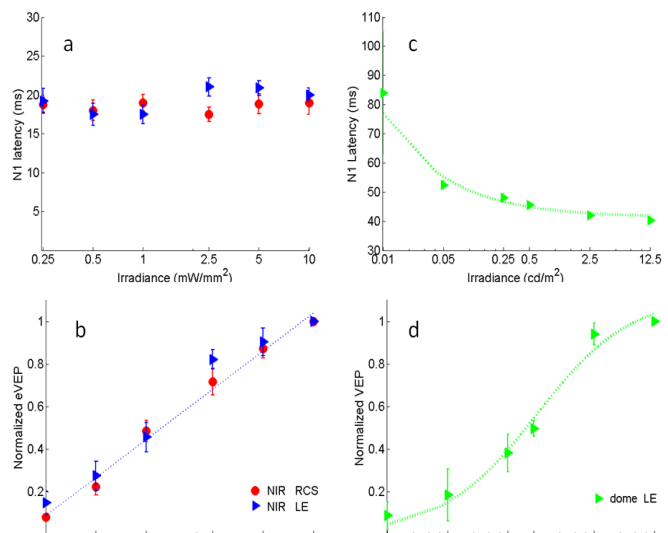 30
25
20
15
10
5
N1 latency (ms)
a
0.25 0.5 1 2.5 5 10
Irradiance (mW/mm²)
110
100
90
80
70
60
50
40
30
N1 Latency (ms)
c
0.01 0.05 0.25 0.5 2.5 12.5
Irradiance (cd/m²)
1
0.8
0.6
0.4
0.2
Normalized eVEP
b
NIR RCS
NIR LE
1
0.8
0.6
0.4
0.2
Normalized VEP
d
dome LE